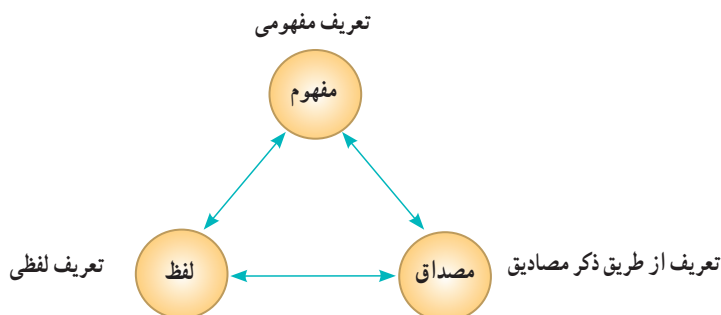 تعریف مفهومی
مفهوم
تعریف از طریق ذکر مصادیق
مصداق
لفظ
تعریف لفظی